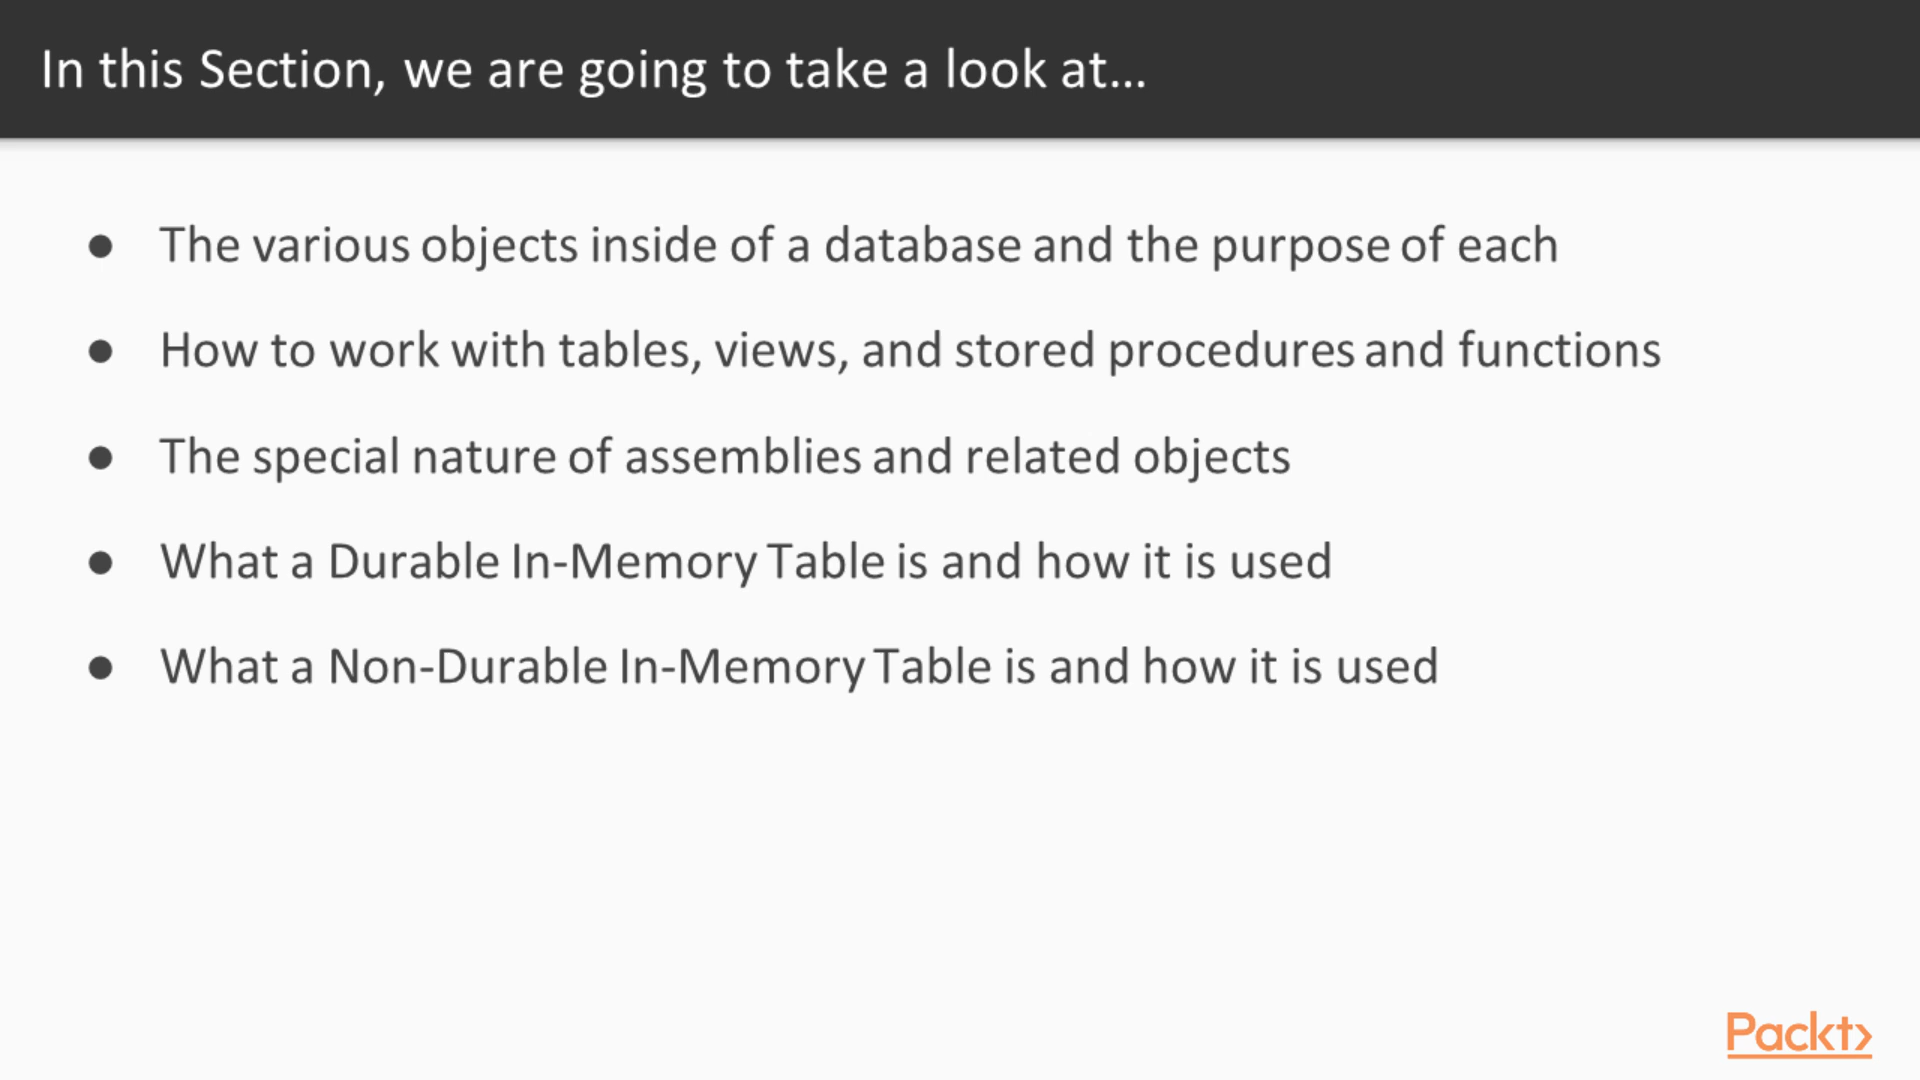 In this Section, we are going to take a look at...
● The various objects inside of a database and the purpose of each
● How to work with tables, views, and stored procedures and functions
● The special nature of assemblies and related objects
● What a Durable In-Memory Table is and how it is used
● What a Non-Durable In-Memory Table is and how it is used
Packt>